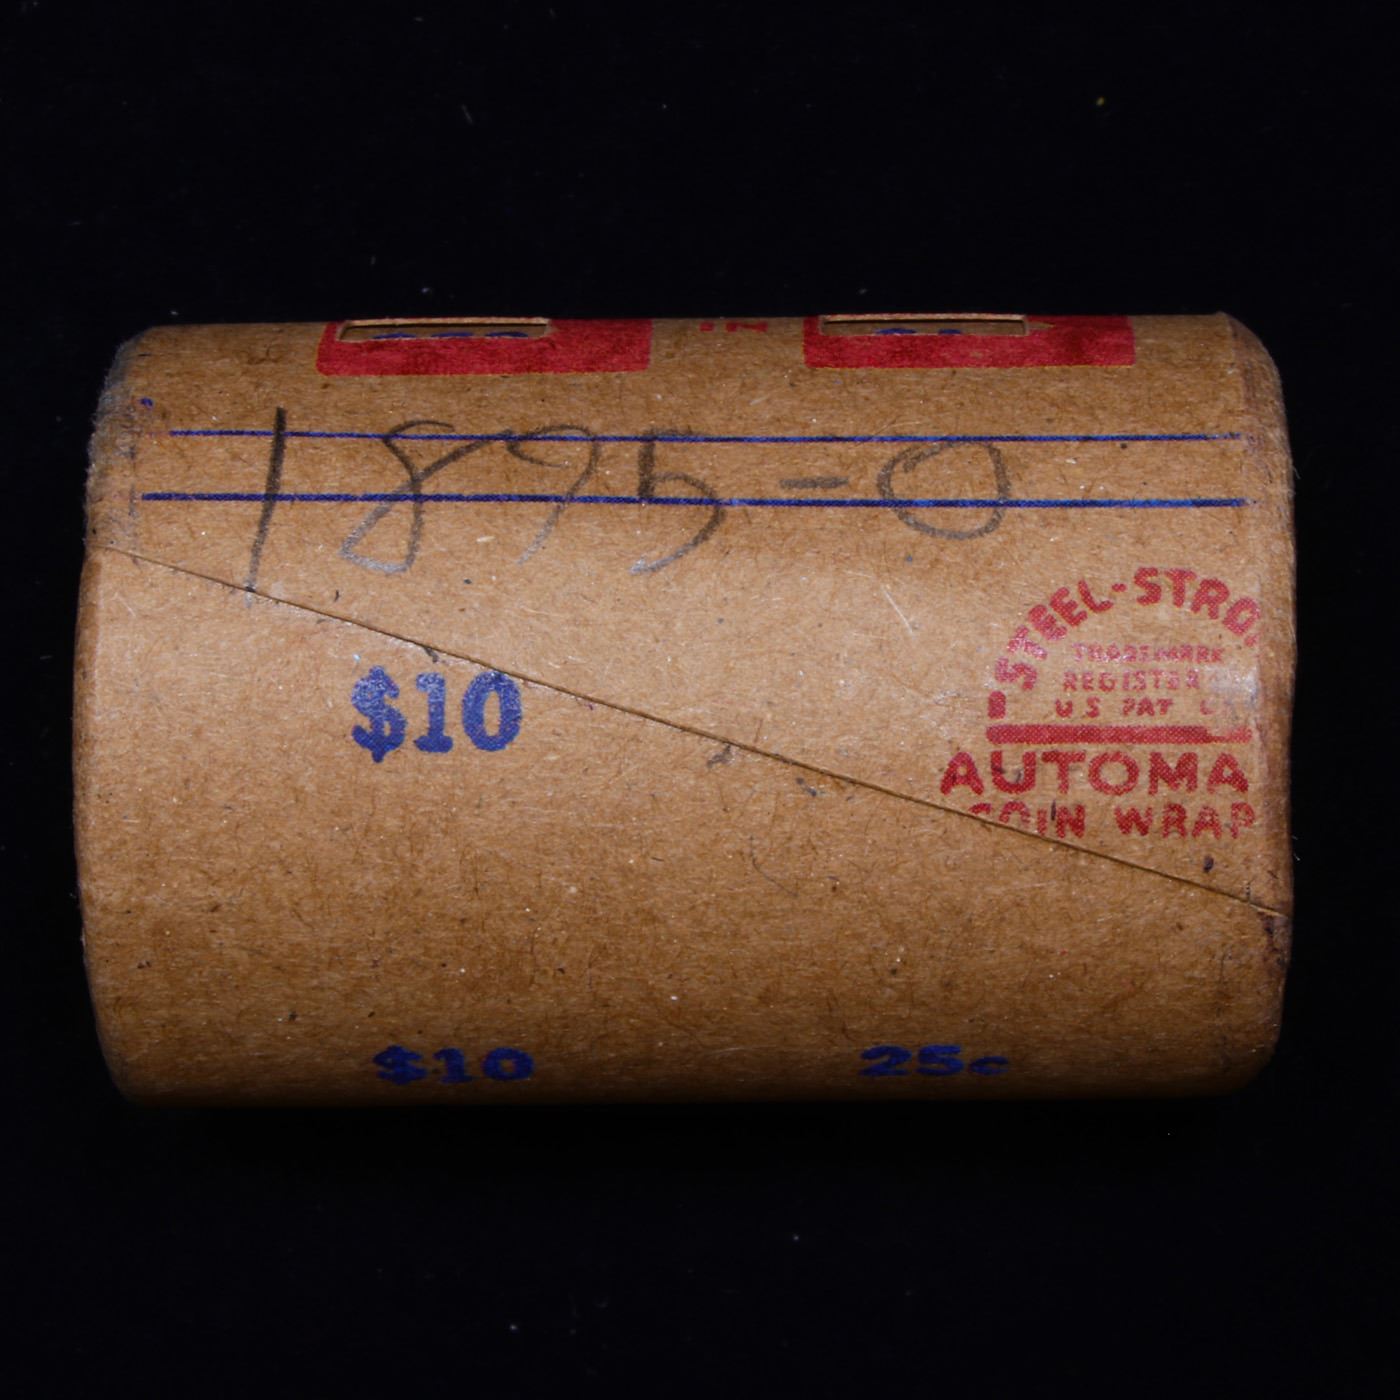 1895-O
STEEL-STRO
TRADEMARK
REGISTER
U S PAT
$10
AUTOMA
COIN WRAP
$10 25c